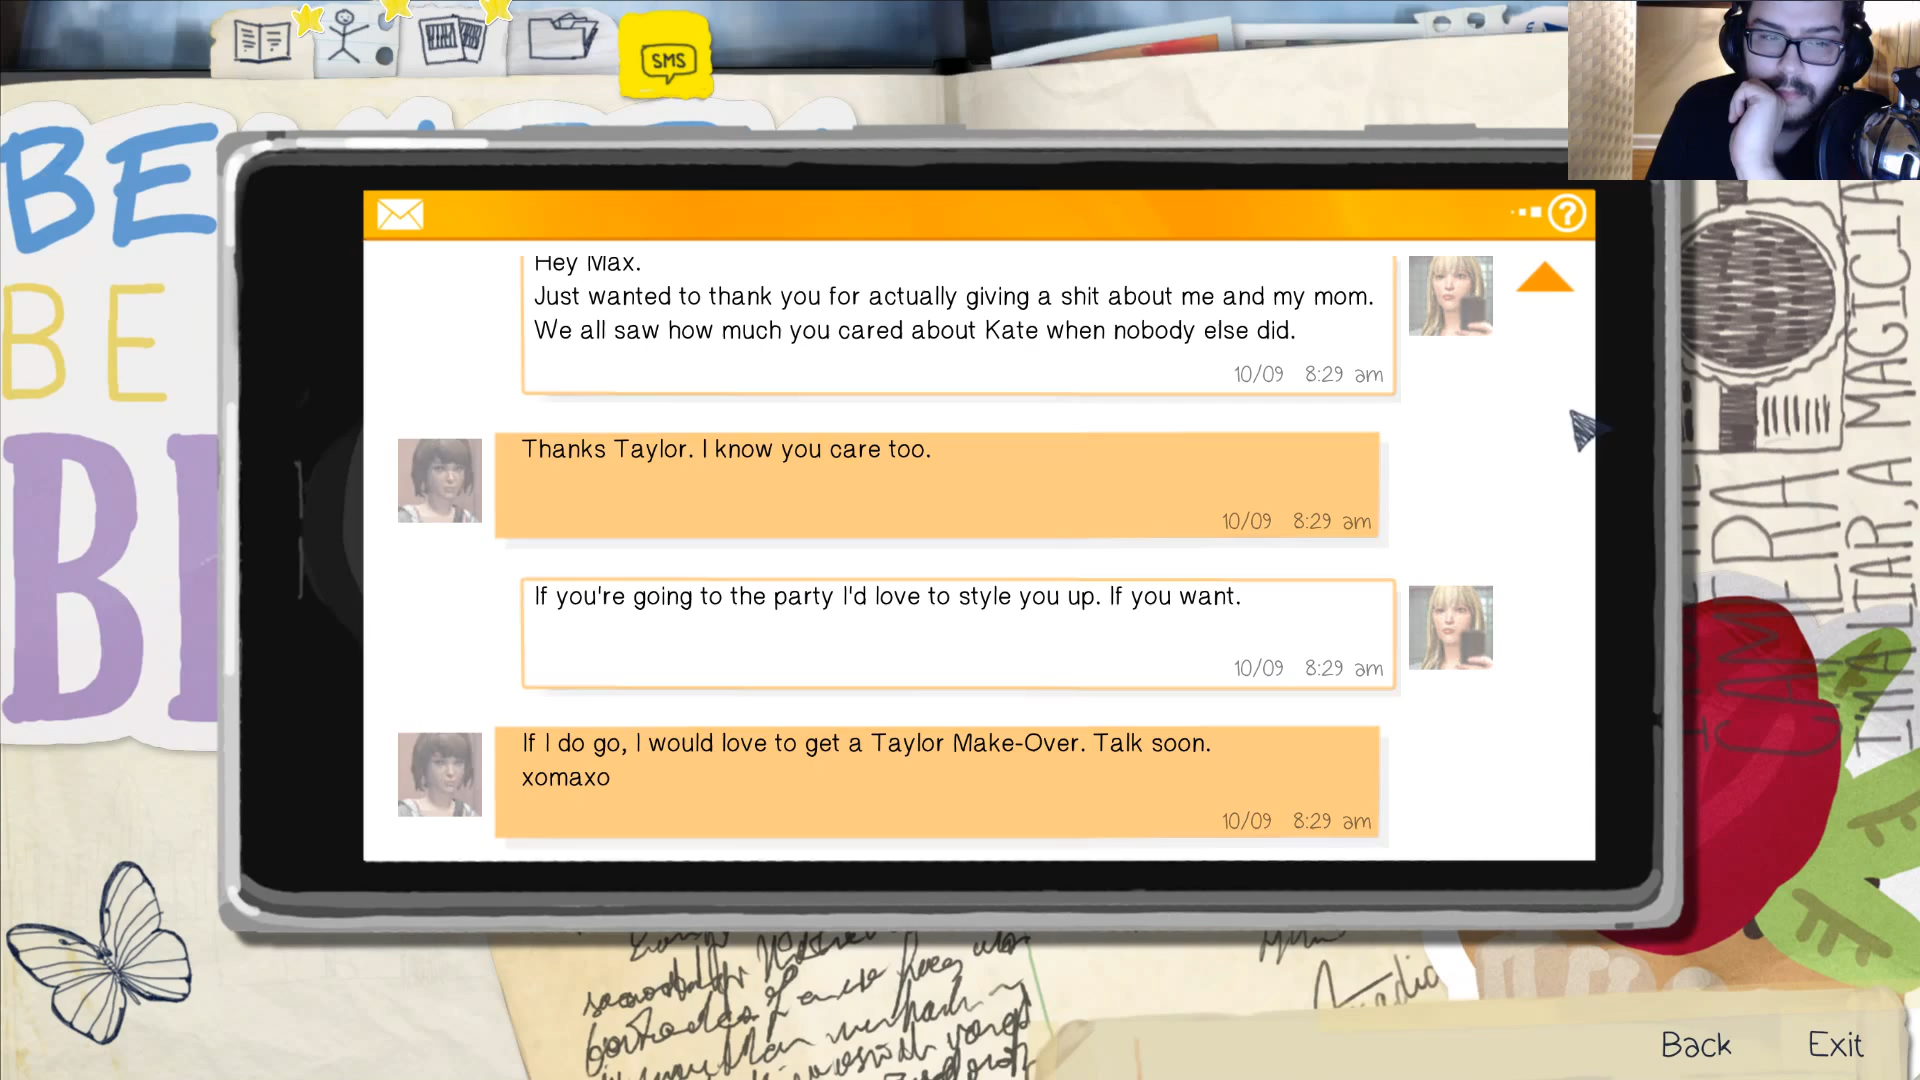 SMS
BE
BE
Hey Max.
Just wanted to thank you for actually giving a shit about me and my mom.
We all saw how much you cared about Kate when nobody else did.
10/09 8:29 am
Thanks Taylor. I know you care too.
10/09 8:29 am
If you're going to the party I'd love to style you up. If you want.
10/09 8:29 am
If I do go, I would love to get a Taylor Make-Over. Talk soon.
xomaxo
10/09 8:29 am
CAMERA
LIAR, A MAGICIA
Back
Exit